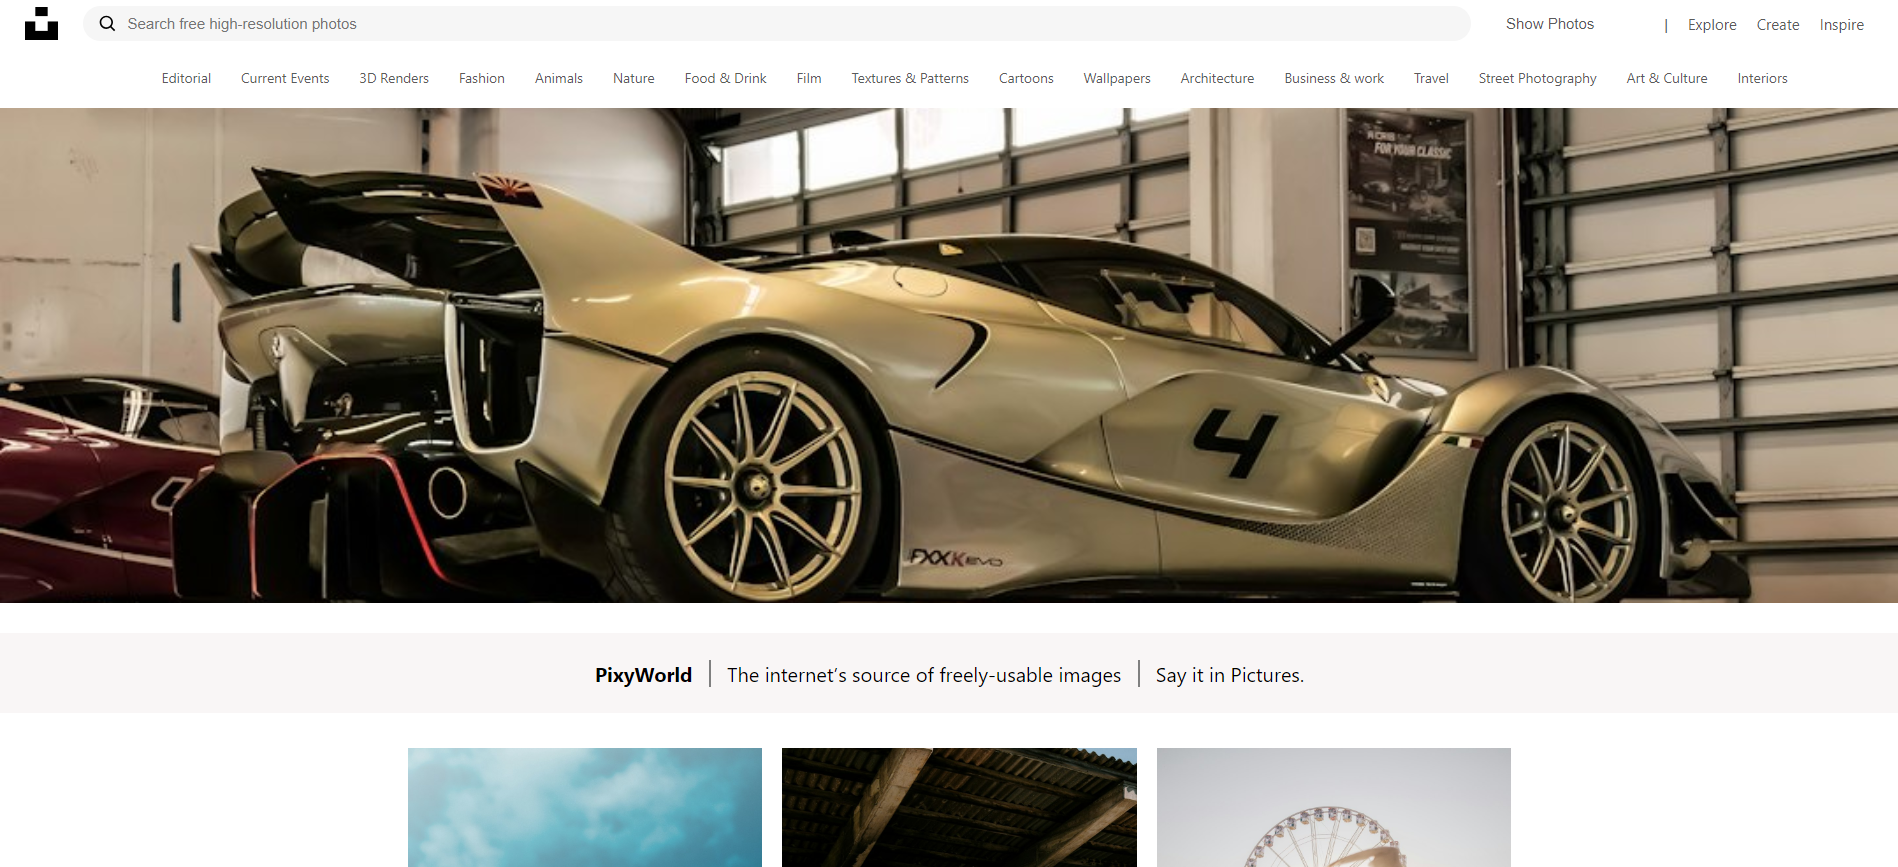 Search free high-resolution photos
Show Photos | Explore Create Inspire
Editorial Current Events 3D Renders Fashion Animals Nature Food & Drink Film Textures & Patterns Cartoons Wallpapers Architecture Business & work Travel Street Photography Art & Culture Interiors
FOR YOUR CLASSIC
4
FXXK EVO
PixyWorld | The internet's source of freely-usable images | Say it in Pictures.